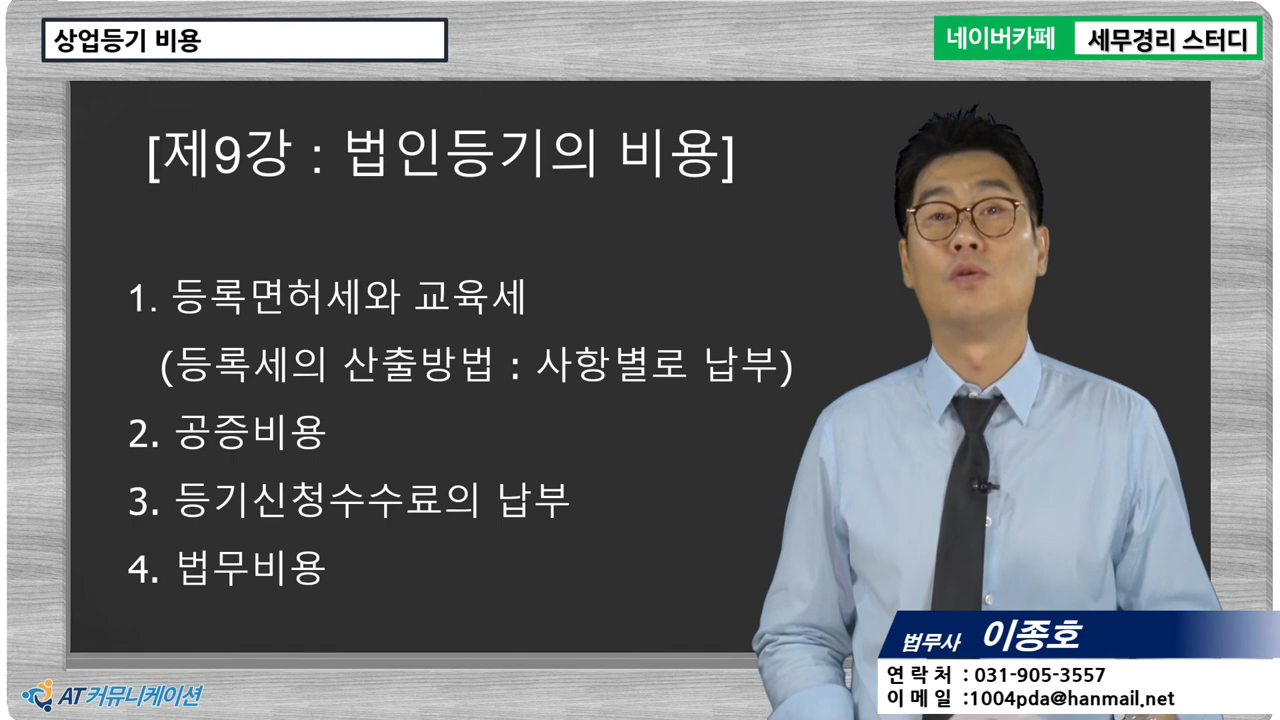 상업등기 비용
네이버카페 세무경리 스터디
[제9강 : 법인등기의 비용]
1. 등록면허세와 교육세
(등록세의 산출방법 : 사항별로 납부)
2. 공증비용
3. 등기신청수수료의 납부
4. 법무비용
법무사 이종호
연 락 처 : 031-905-3557
이 메 일 :1004pda@hanmail.net
AT커뮤니케이션